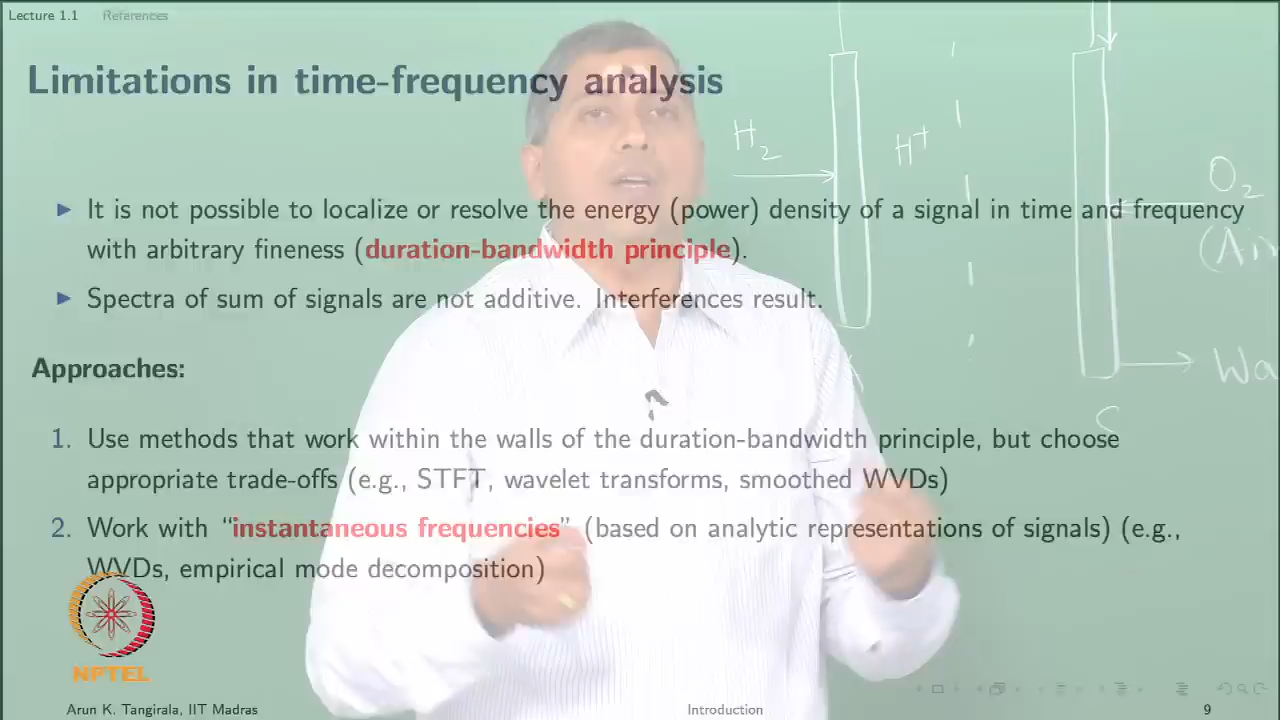 Lecture 1.1 References
Limitations in time-frequency analysis
It is not possible to localize or resolve the energy (power) density of a signal in time and frequency
with arbitrary fineness (duration-bandwidth principle).
Spectra of sum of signals are not additive. Interferences result.
Approaches:
1. Use methods that work within the walls of the duration-bandwidth principle, but choose
appropriate trade-offs (e.g., STFT, wavelet transforms, smoothed WVDs)
2. Work with “instantaneous frequencies” (based on analytic representations of signals) (e.g.,
WVDs, empirical mode decomposition)
H₂
H⁺
O₂
C
NPTEL
Arun K. Tangirala, IIT Madras Introduction 9